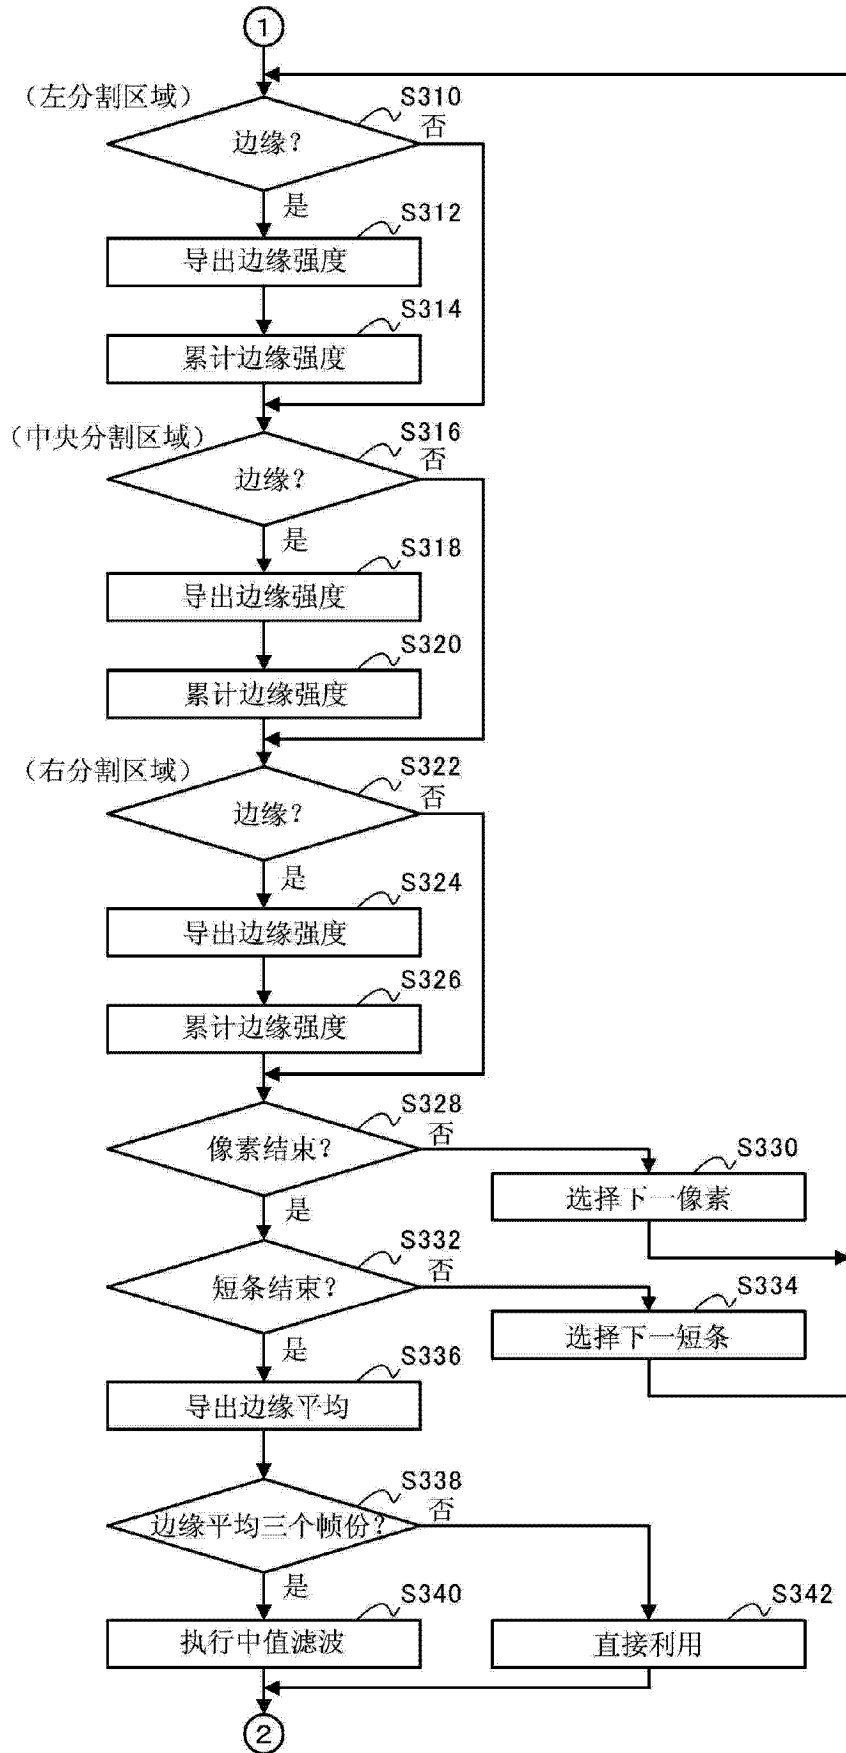 1
（左分割区域）
S310
边缘？
否
是
S312
导出边缘强度
S314
累计边缘强度
（中央分割区域）
S316
边缘？
否
是
S318
导出边缘强度
S320
累计边缘强度
（右分割区域）
S322
边缘？
否
是
S324
导出边缘强度
S326
累计边缘强度
S328
像素结束？
否
是
S330
选择下一像素
S332
短条结束？
否
是
S334
选择下一短条
S336
导出边缘平均
S338
边缘平均三个帧份？
否
是
S340
执行中值滤波
S342
直接利用
2